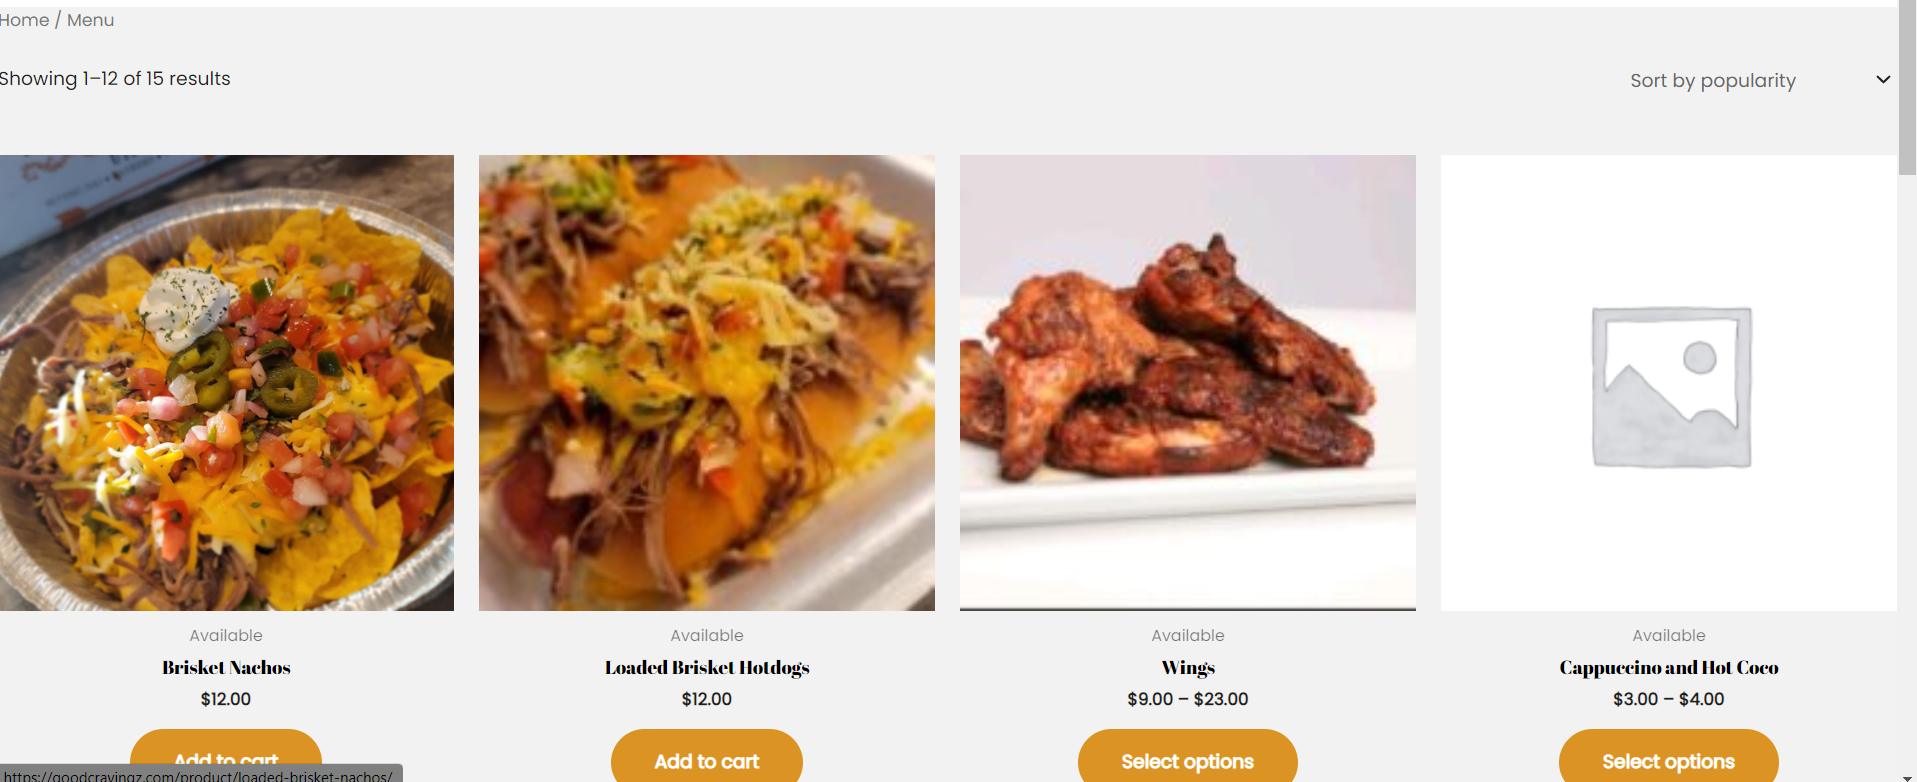 Home / Menu
Showing 1–12 of 15 results
Sort by popularity
Available
Brisket Nachos
$12.00
Add to cart
Available
Loaded Brisket Hotdogs
$12.00
Add to cart
Available
Wings
$9.00 – $23.00
Select options
Available
Cappuccino and Hot Coco
$3.00 – $4.00
Select options
https://goodcravingz.com/product/loaded-brisket-nachos/